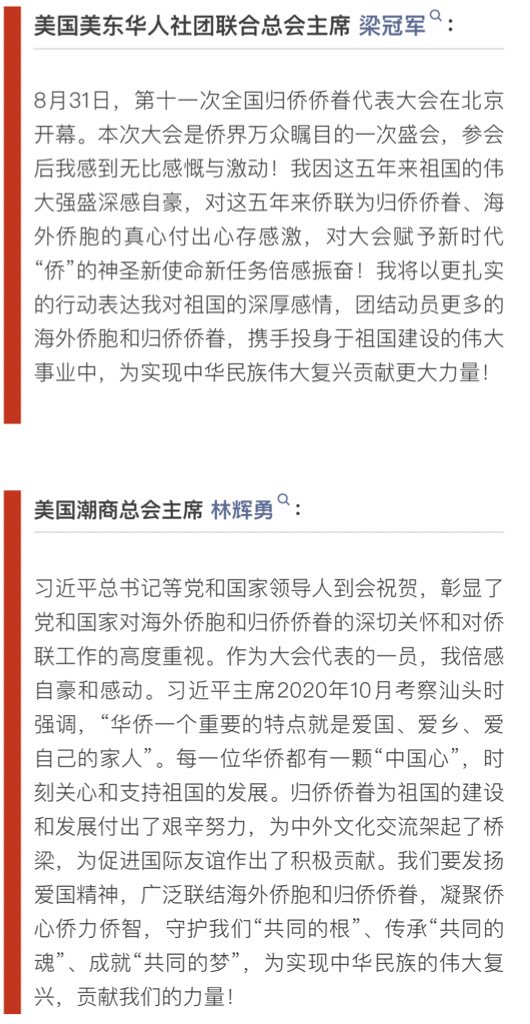 美国美东华人社团联合总会主席 梁冠军：
8月31日，第十一次全国归侨侨眷代表大会在北京
开幕。本次大会是侨界万众瞩目的一次盛会，参会
后我感到无比感慨与激动！我因这五年来祖国的伟
大强盛深感自豪，对这五年来侨联为归侨侨眷、海
外侨胞的真心付出心存感激，对大会赋予新时代
“侨”的神圣新使命新任务倍感振奋！我将以更扎实
的行动表达我对祖国的深厚感情，团结动员更多的
海外侨胞和归侨侨眷，携手投身于祖国建设的伟大
事业中，为实现中华民族伟大复兴贡献更大力量！
美国潮商总会主席 林辉勇：
习近平总书记等党和国家领导人到会祝贺，彰显了
党和国家对海外侨胞和归侨侨眷的深切关怀和对侨
联工作的高度重视。作为大会代表的一员，我倍感
自豪和感动。习近平主席2020年10月考察汕头时
强调，“华侨一个重要的特点就是爱国、爱乡、爱
自己的家人”。每一位华侨都有一颗“中国心”，时
刻关心和支持祖国的发展。归侨侨眷为祖国的建设
和发展付出了艰辛努力，为中外文化交流架起了桥
梁，为促进国际友谊作出了积极贡献。我们要发扬
爱国精神，广泛联结海外侨胞和归侨侨眷，凝聚侨
心侨力侨智，守护我们“共同的根”、传承“共同的
魂”、成就“共同的梦”，为实现中华民族的伟大复
兴，贡献我们的力量！